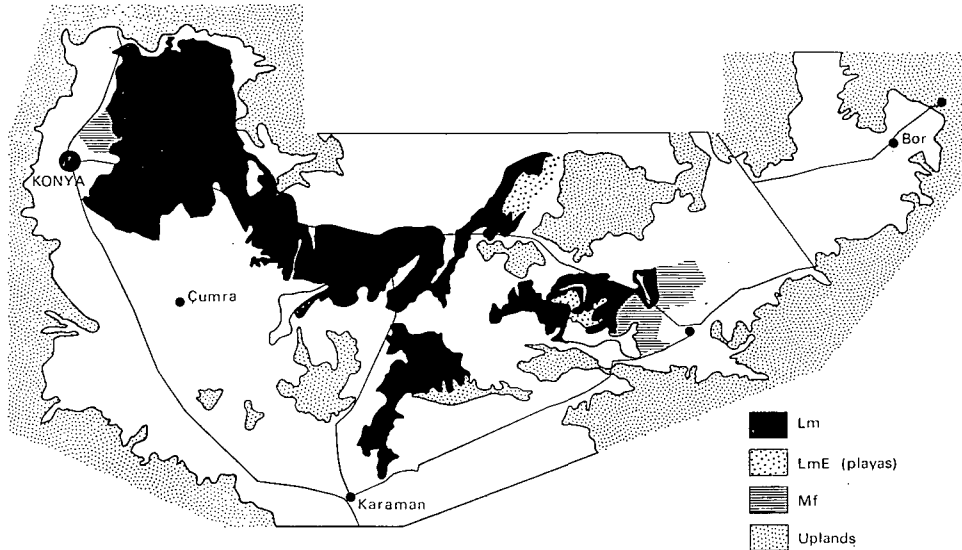 Bor
KONYA
Çumra
Karaman
Lm
LmE (playas)
Mf
Uplands